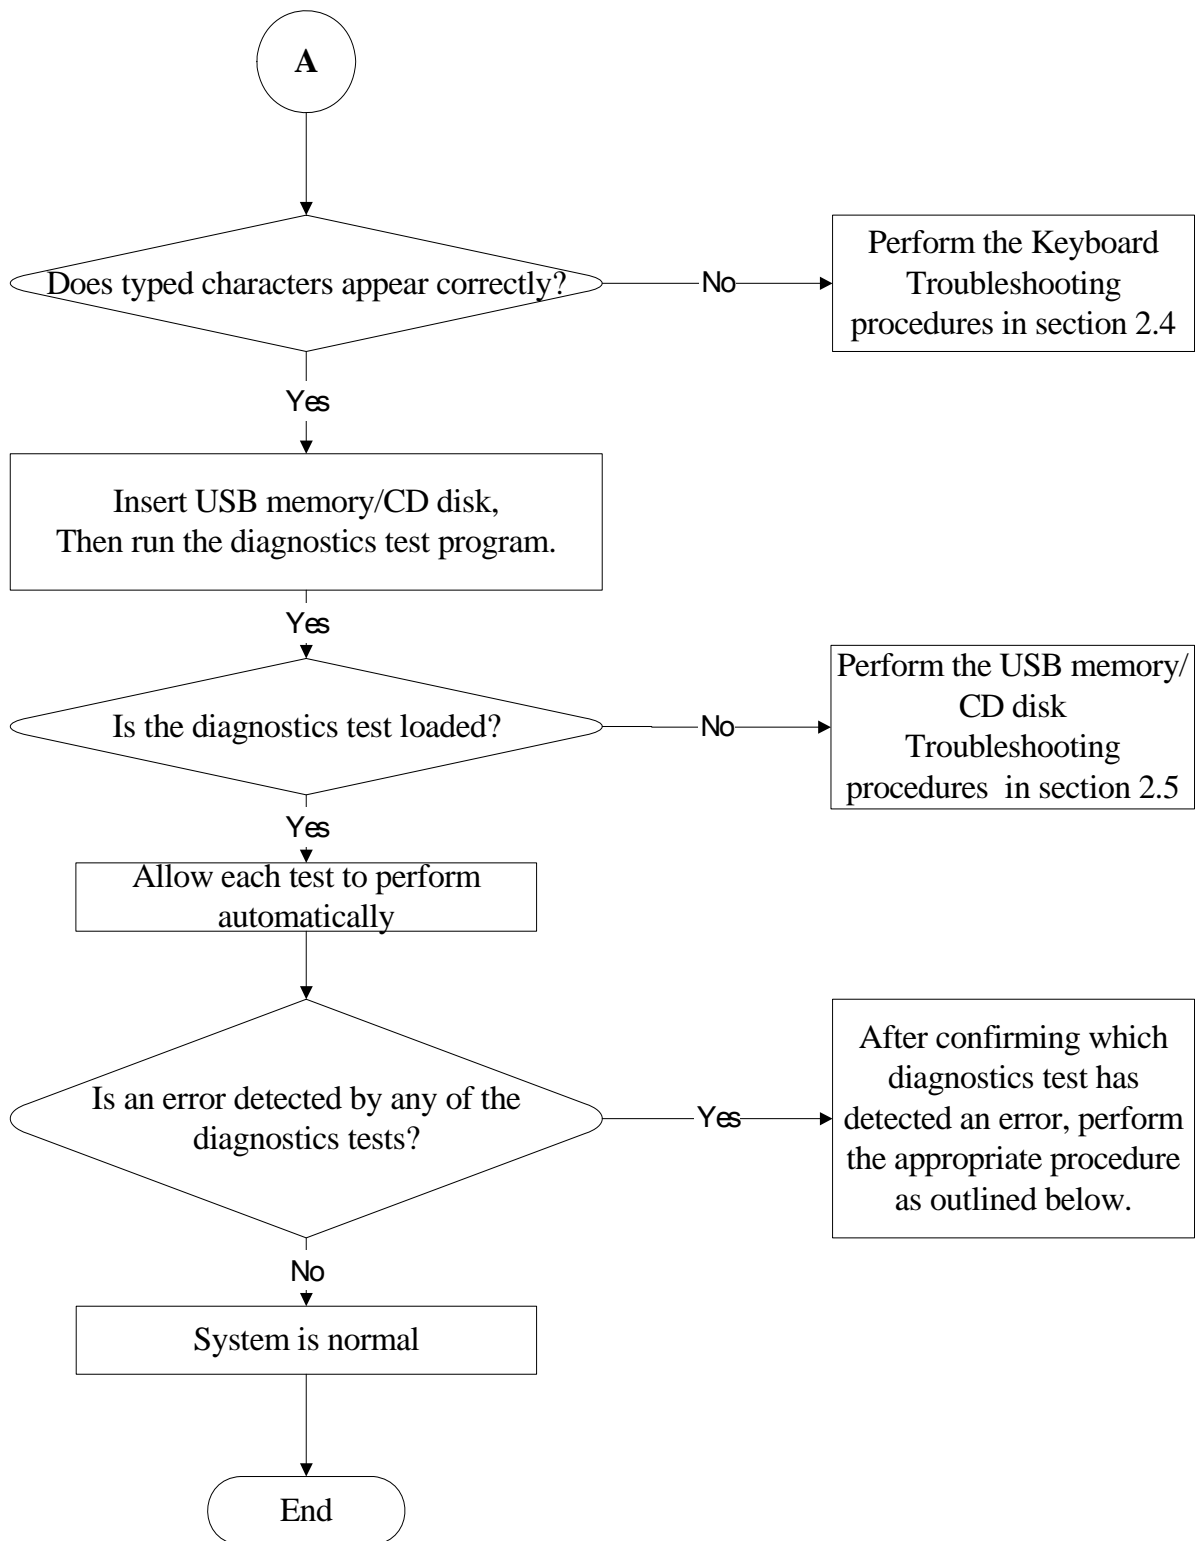 A
Does typed characters appear correctly?
No
Perform the Keyboard
Troubleshooting
procedures in section 2.4
Yes
Insert USB memory/CD disk,
Then run the diagnostics test program.
Yes
Is the diagnostics test loaded?
No
Perform the USB memory/
CD disk
Troubleshooting
procedures  in section 2.5
Yes
Allow each test to perform
automatically
Is an error detected by any of the
diagnostics tests?
Yes
After confirming which
diagnostics test has
detected an error, perform
the appropriate procedure
as outlined below.
No
System is normal
End